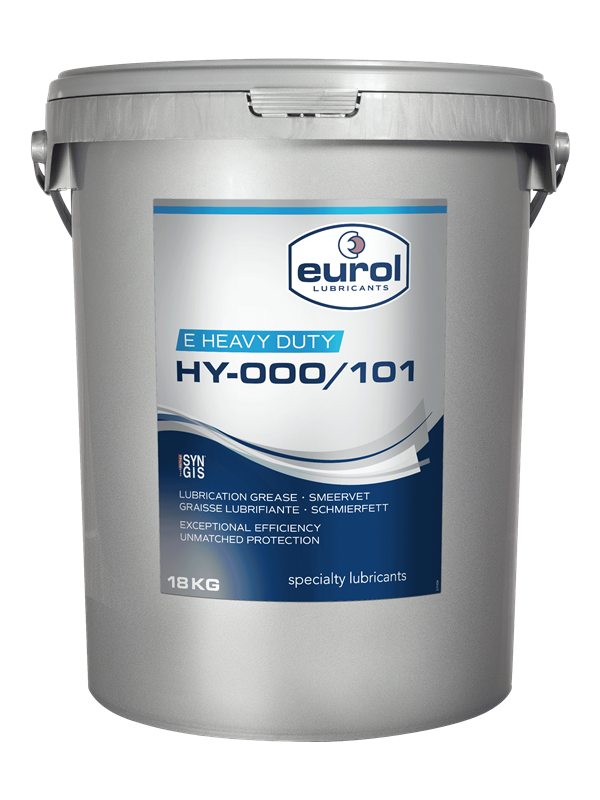 eurol
LUBRICANTS
E HEAVY DUTY
HY-000/101
SYN
GIS
LUBRICATION GREASE · SMEERVET
GRAISSE LUBRIFIANTE · SCHMIERFETT
EXCEPTIONAL EFFICIENCY
UNMATCHED PROTECTION
18 KG
specialty lubricants